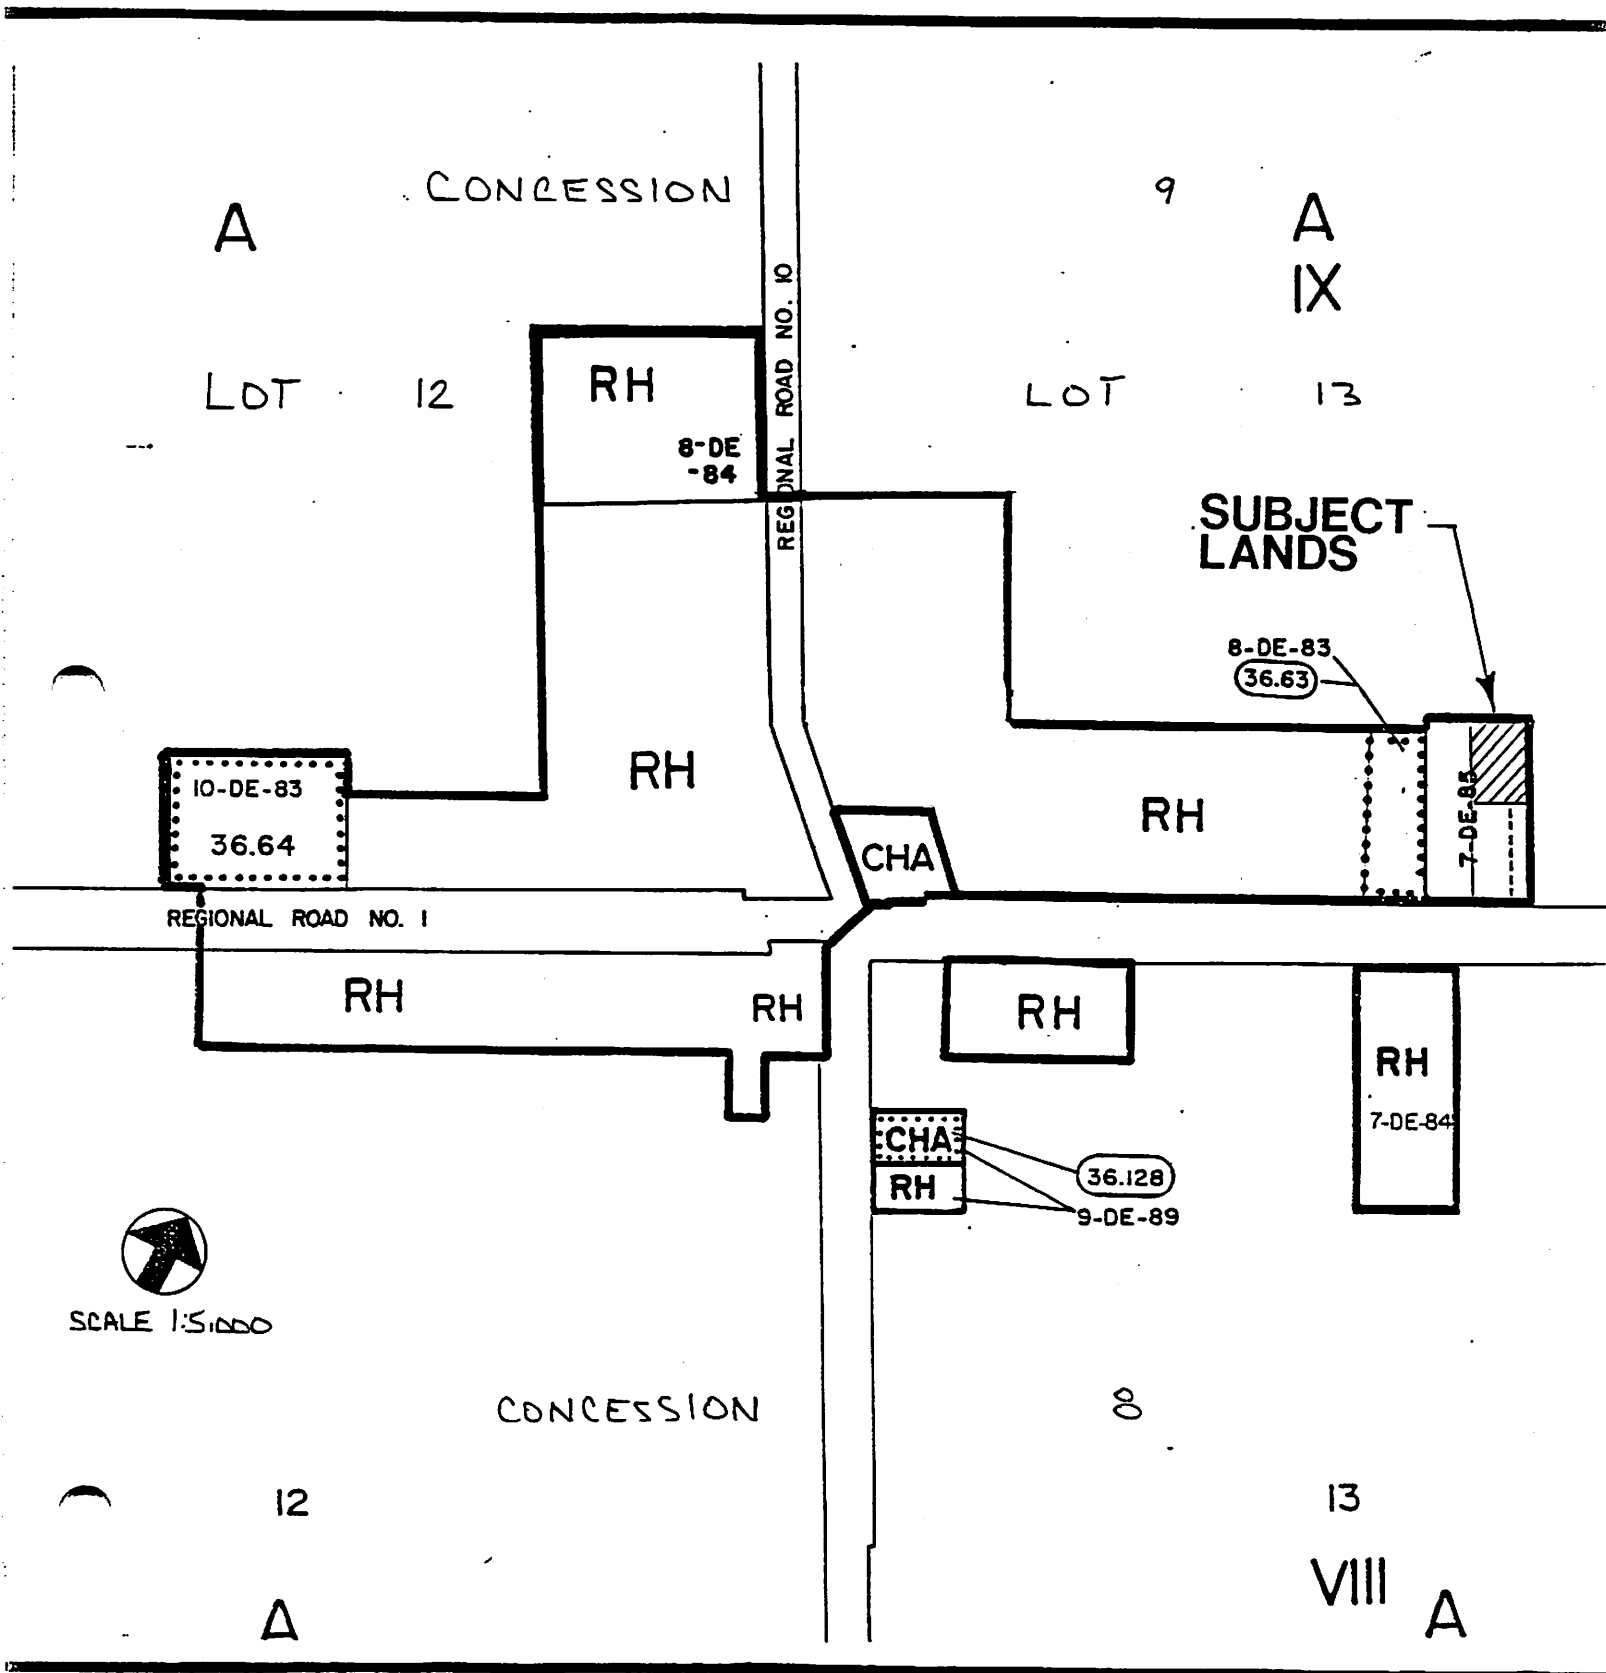 CONCESSION 9
A
A
IX
REGIONAL ROAD NO. 10
RH
LOT 12
LOT 13
8-DE
-84
SUBJECT
LANDS
8-DE-83
36.63
10-DE-83
36.64
RH
CHA
RH
7-DE-85
REGIONAL ROAD NO. 1
RH
RH
RH
RH
7-DE-84
CHA
RH
36.128
9-DE-89
SCALE 1:5,000
CONCESSION 8
12
13
VIII
A
A